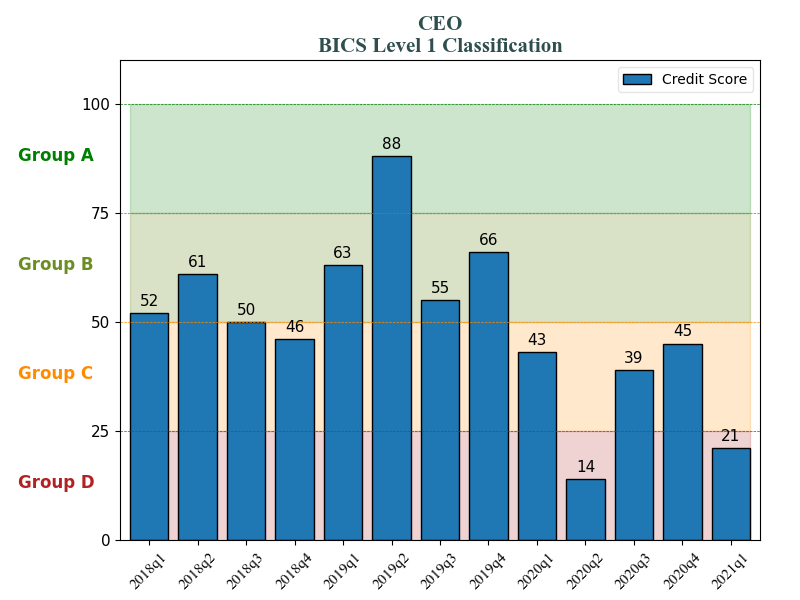 CEO
BICS Level 1 Classification
Credit Score
100
Group A
88
75
66
63
61
Group B
55
52
50
50
46
45
43
39
Group C
25
21
14
Group D
0
2018q1 2018q2 2018q3 2018q4 2019q1 2019q2 2019q3 2019q4 2020q1 2020q2 2020q3 2020q4 2021q1